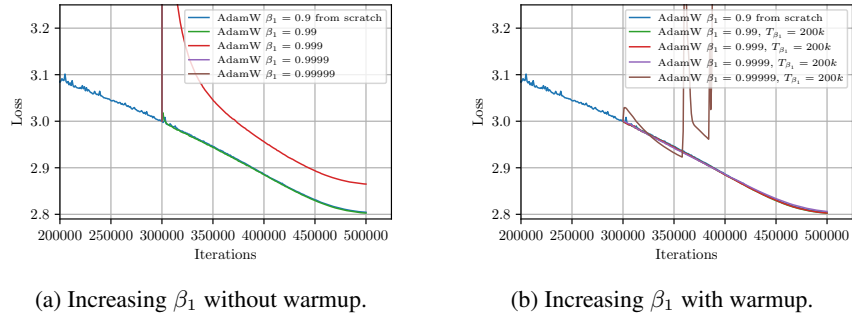 3.2
3.1
3.0
2.9
2.8
Loss
200000 250000 300000 350000 400000 450000 500000
Iterations
AdamW β₁ = 0.9 from scratch
AdamW β₁ = 0.99
AdamW β₁ = 0.999
AdamW β₁ = 0.9999
AdamW β₁ = 0.99999
(a) Increasing β₁ without warmup.
3.2
3.1
3.0
2.9
2.8
Loss
200000 250000 300000 350000 400000 450000 500000
Iterations
AdamW β₁ = 0.9 from scratch
AdamW β₁ = 0.99, T_β₁ = 200k
AdamW β₁ = 0.999, T_β₁ = 200k
AdamW β₁ = 0.9999, T_β₁ = 200k
AdamW β₁ = 0.99999, T_β₁ = 200k
(b) Increasing β₁ with warmup.